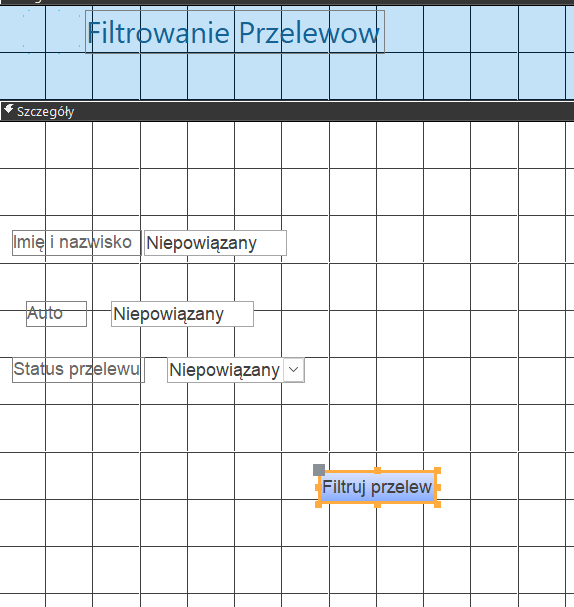 Filtrowanie Przelewow
Szczegóły
Imię i nazwisko Niepowiązany
Auto Niepowiązany
Status przelewu Niepowiązany
Filtruj przelew